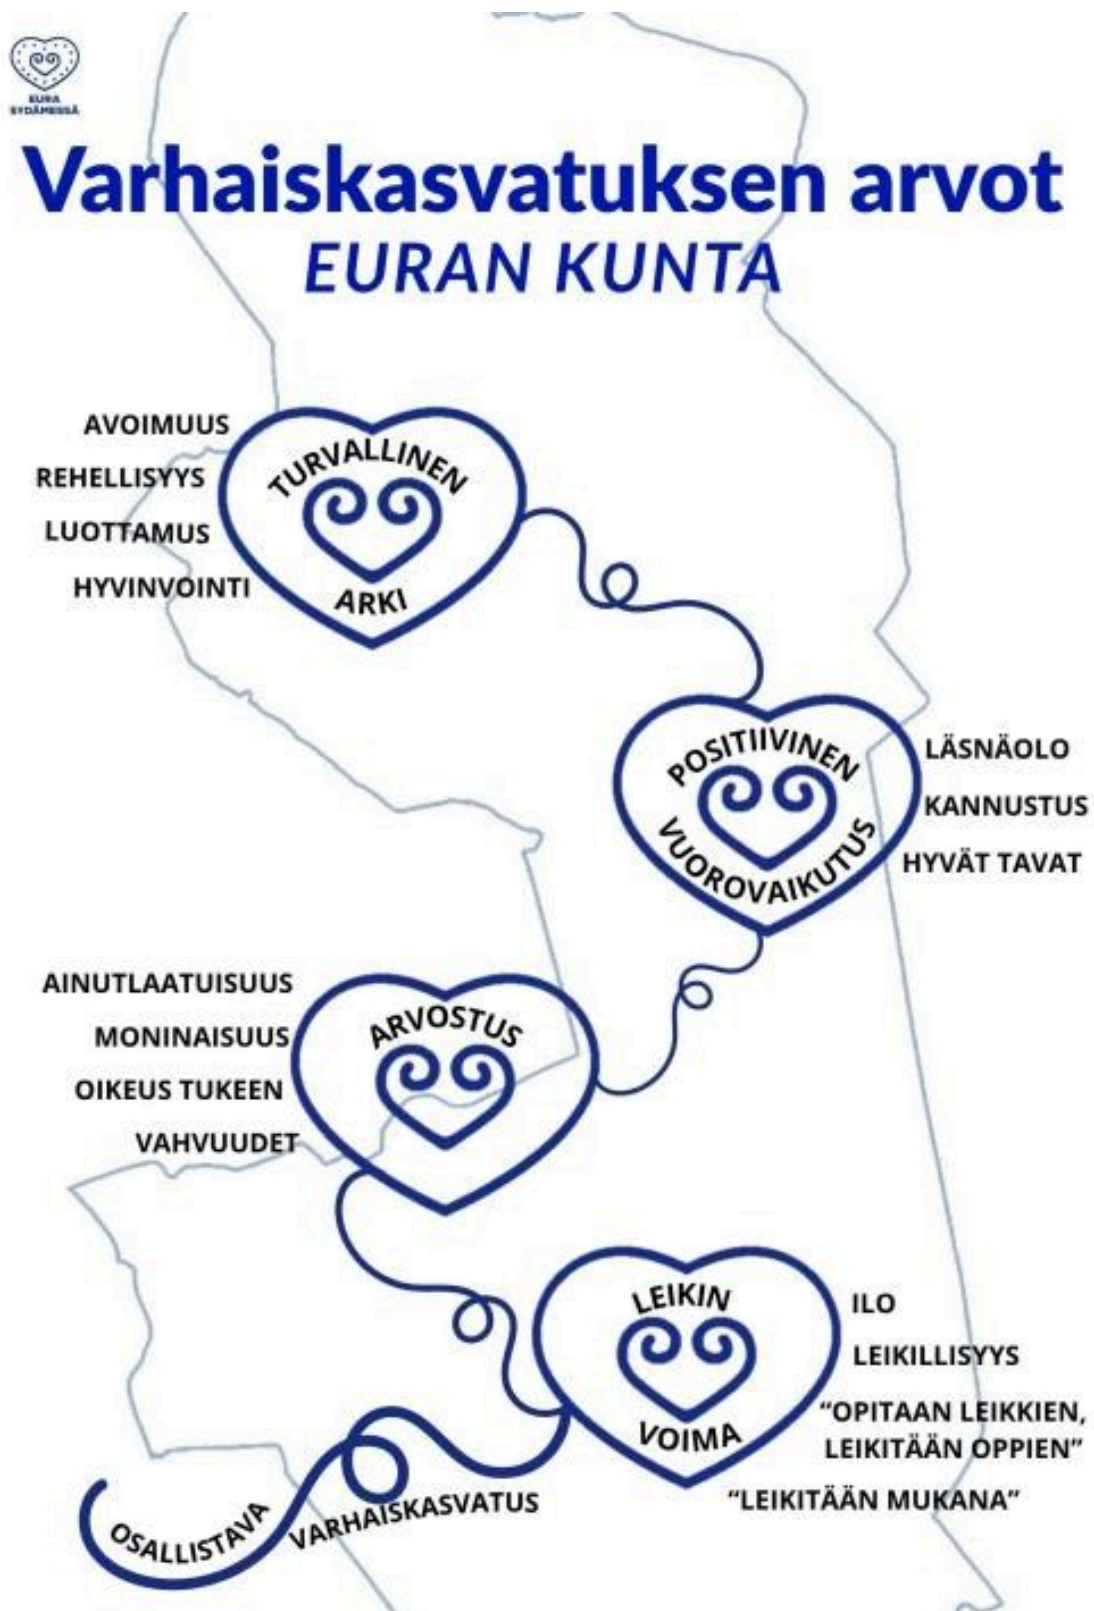 EURA
SYDÄMESSÄ
Varhaiskasvatuksen arvot
EURAN KUNTA
AVOIMUUS
REHELLISYYS
LUOTTAMUS
HYVINVOINTI
TURVALLINEN
ARKI
POSITIIVINEN
VUOROVAIKUTUS
LÄSNÄOLO
KANNUSTUS
HYVÄT TAVAT
AINUTLAATUISUUS
MONINAISUUS
OIKEUS TUKEEN
VAHVUUDET
ARVOSTUS
LEIKIN
VOIMA
ILO
LEIKILLISYYS
“OPITAAN LEIKKIEN,
LEIKITÄÄN OPPIEN”
“LEIKITÄÄN MUKANA”
OSALLISTAVA
VARHAISKASVATUS